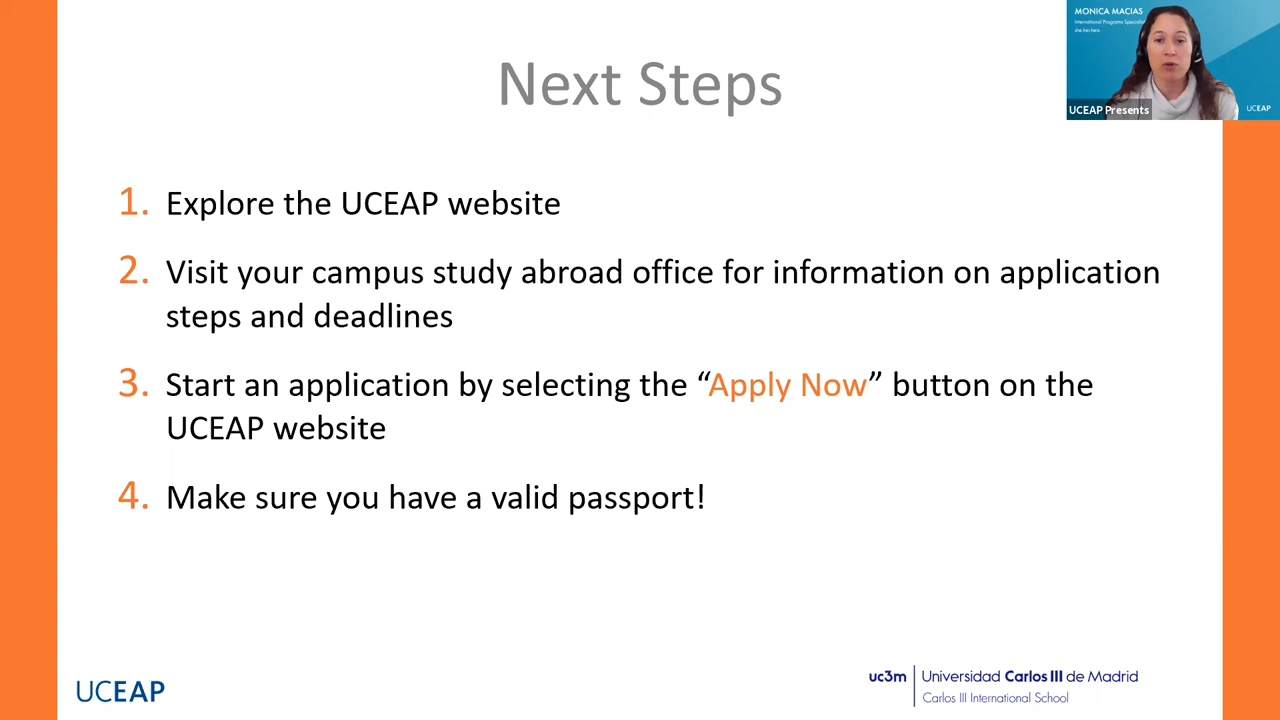 MONICA MACIAS
International Programs Specialist
she.her.hers
UCEAP Presents
UCEAP
Next Steps
1. Explore the UCEAP website
2. Visit your campus study abroad office for information on application
steps and deadlines
3. Start an application by selecting the “Apply Now” button on the
UCEAP website
4. Make sure you have a valid passport!
UCEAP
uc3m | Universidad Carlos III de Madrid
Carlos III International School